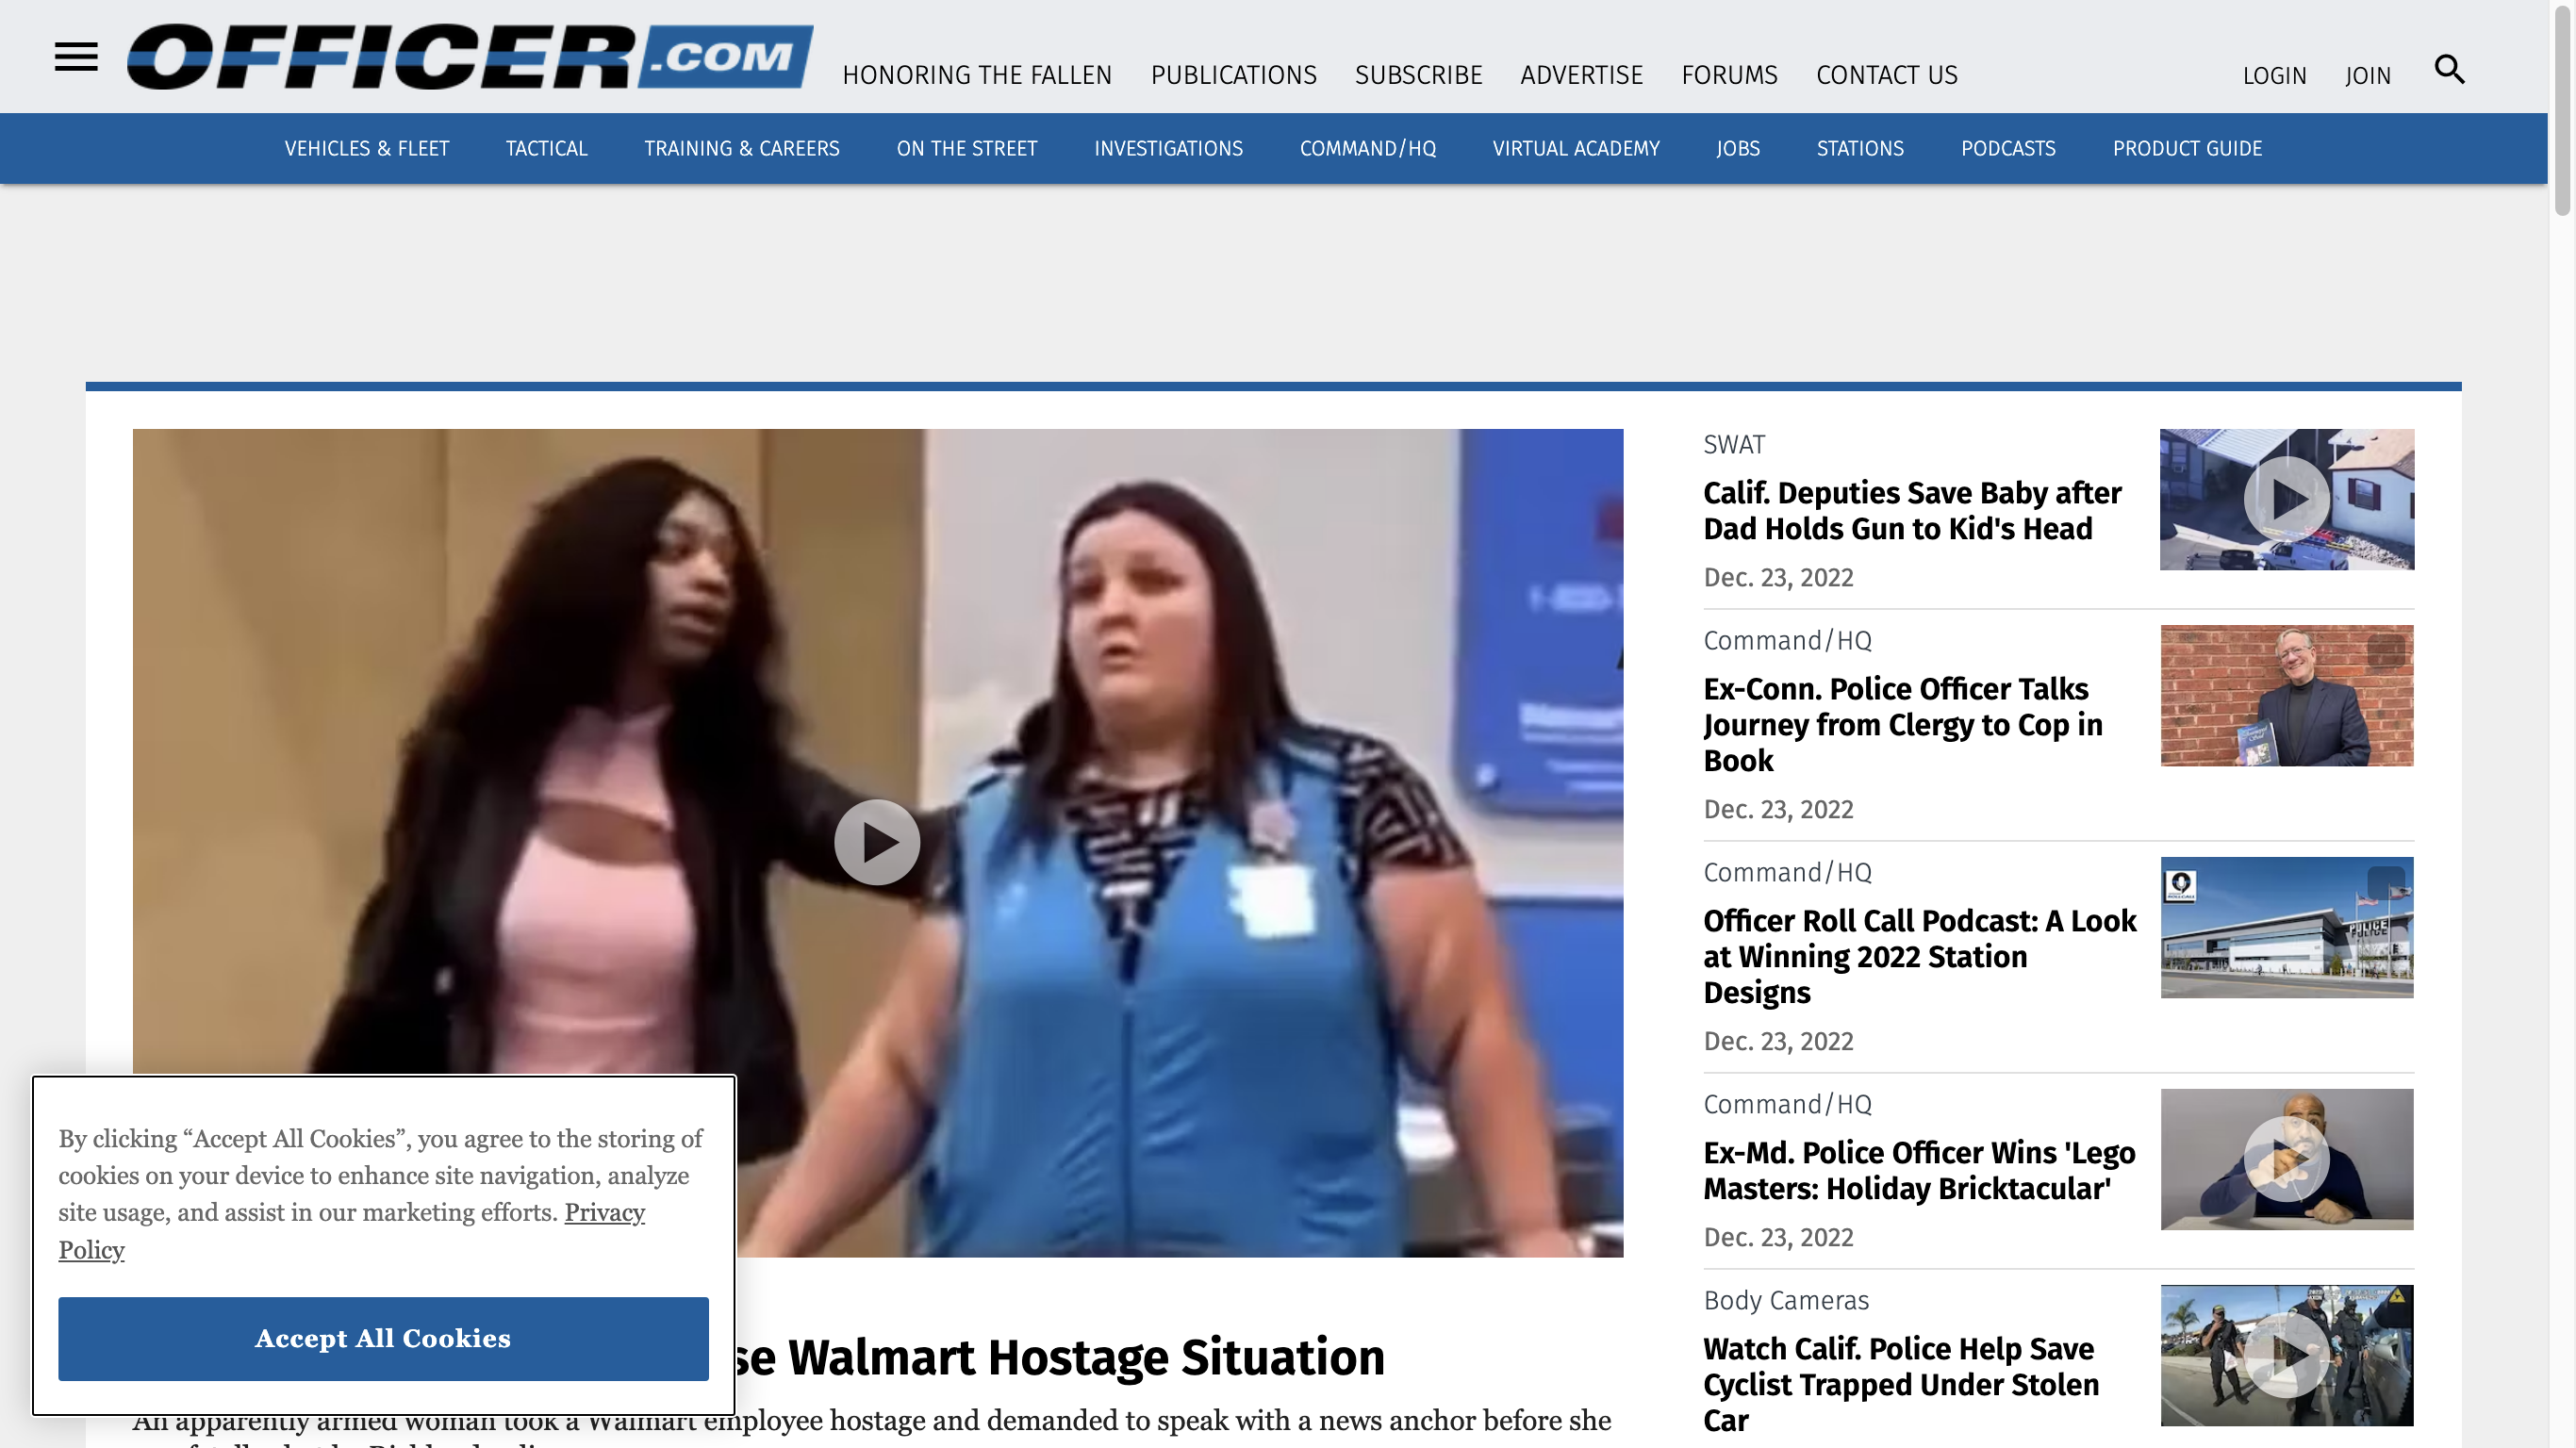 OFFICER.COM
HONORING THE FALLEN
PUBLICATIONS
SUBSCRIBE
ADVERTISE
FORUMS
CONTACT US
LOGIN
JOIN
VEHICLES & FLEET
TACTICAL
TRAINING & CAREERS
ON THE STREET
INVESTIGATIONS
COMMAND/HQ
VIRTUAL ACADEMY
JOBS
STATIONS
PODCASTS
PRODUCT GUIDE
SWAT
Calif. Deputies Save Baby after
Dad Holds Gun to Kid's Head
Dec. 23, 2022
Command/HQ
Ex-Conn. Police Officer Talks
Journey from Clergy to Cop in
Book
Dec. 23, 2022
Command/HQ
Officer Roll Call Podcast: A Look
at Winning 2022 Station
Designs
Dec. 23, 2022
POLICE
Command/HQ
Ex-Md. Police Officer Wins 'Lego
Masters: Holiday Bricktacular'
Dec. 23, 2022
Body Cameras
Watch Calif. Police Help Save
Cyclist Trapped Under Stolen
Car
By clicking “Accept All Cookies”, you agree to the storing of
cookies on your device to enhance site navigation, analyze
site usage, and assist in our marketing efforts. Privacy
Policy
Accept All Cookies
Walmart Hostage Situation
An apparently armed woman took a Walmart employee hostage and demanded to speak with a news anchor before she